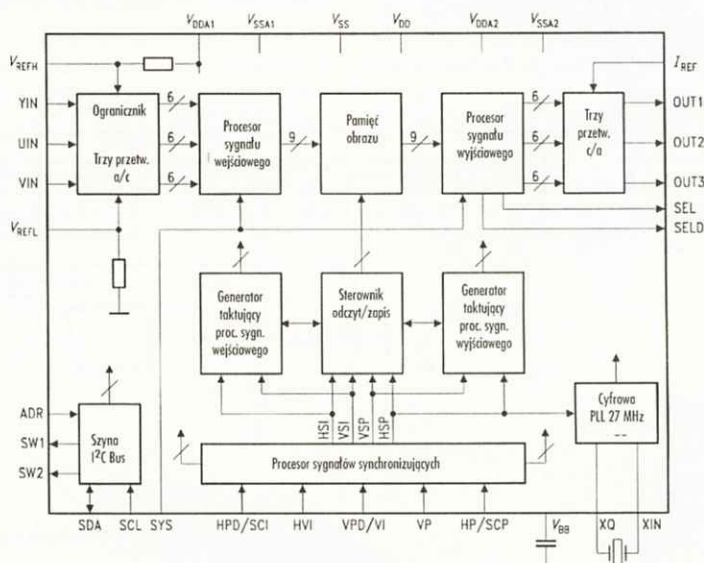 VDDA1 VSSA1 VSS VDD VDDA2 VSSA2
VREFH
IREF
YIN
UIN
VIN
Ogranicznik
Trzy przetw.
a/c
6
6
6
Procesor
sygnału
wejściowego
9
Pamięć
obrazu
9
Procesor
sygnału
wyjściowego
6
6
6
Trzy
przetw.
c/a
OUT1
OUT2
OUT3
SEL
SELD
VREFL
Generator
taktujący
proc. sygn.
wejściowego
Sterownik
odczyt/zapis
Generator
taktujący
proc. sygn.
wyjściowego
HSI
VSI
VSP
HSP
Cyfrowa
PLL 27 MHz
ADR
SW1
SW2
Szyna
I²C Bus
Procesor sygnałów synchronizujących
SDA SCL SYS HPD/SCI HVI VPD/VI VP HP/SCP VBB XQ XIN